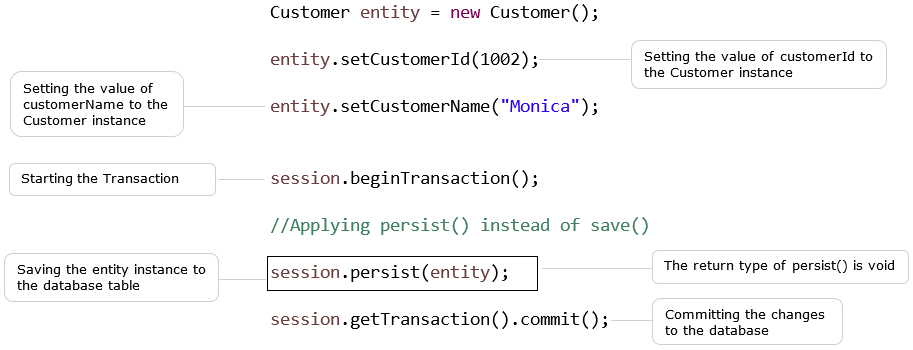 Customer entity = new Customer();
entity.setCustomerId(1002);
Setting the value of customerId to
the Customer instance
Setting the value of
customerName to the
Customer instance
entity.setCustomerName("Monica");
Starting the Transaction
session.beginTransaction();
//Applying persist() instead of save()
Saving the entity instance to
the database table
session.persist(entity);
The return type of persist() is void
session.getTransaction().commit();
Committing the changes
to the database